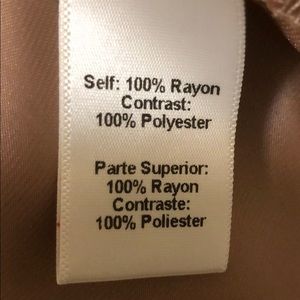 Self: 100% Rayon
Contrast:
100% Polyester
Parte Superior:
100% Rayon
Contraste:
100% Poliester